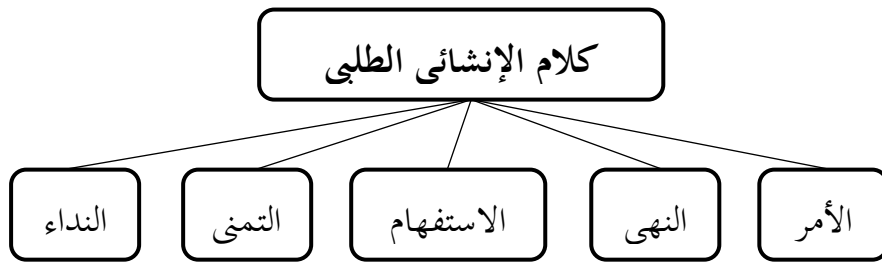 كلام الإنشائى الطلبى
الأمر
النهى
الاستفهام
التمنى
النداء